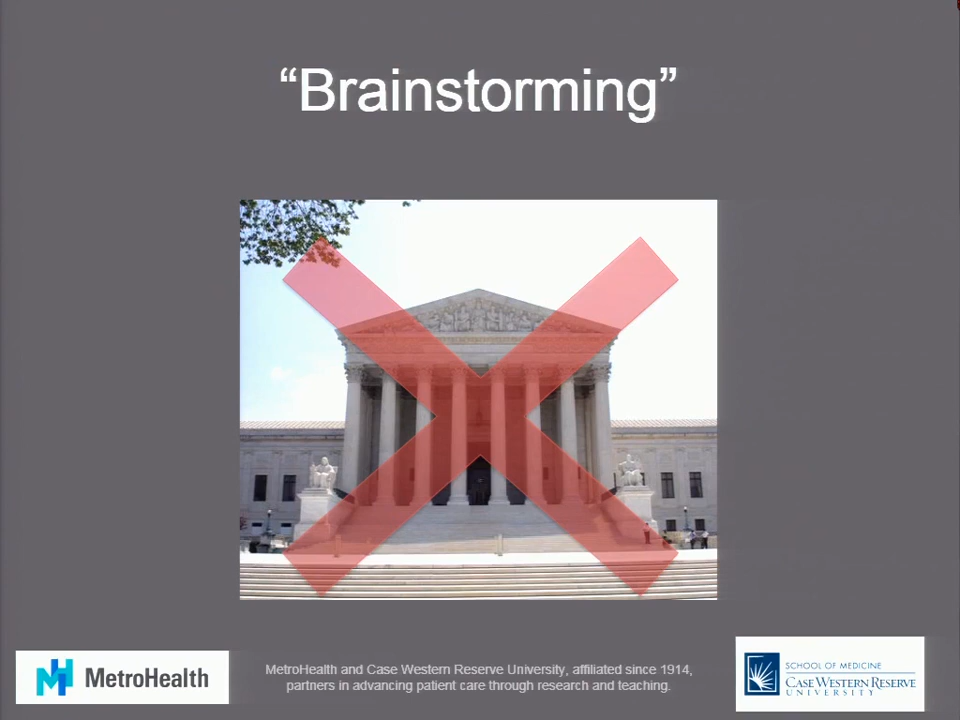 “Brainstorming”
MetroHealth
MetroHealth and Case Western Reserve University, affiliated since 1914,
partners in advancing patient care through research and teaching.
SCHOOL OF MEDICINE
CASE WESTERN RESERVE
UNIVERSITY